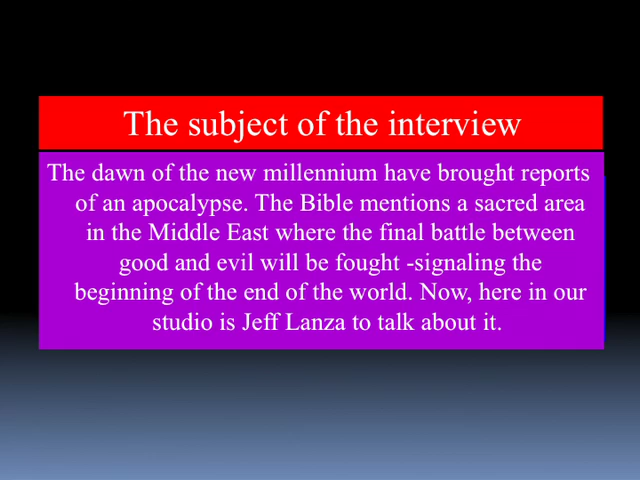 The subject of the interview
The dawn of the new millennium have brought reports
of an apocalypse. The Bible mentions a sacred area
in the Middle East where the final battle between
good and evil will be fought -signaling the
beginning of the end of the world. Now, here in our
studio is Jeff Lanza to talk about it.